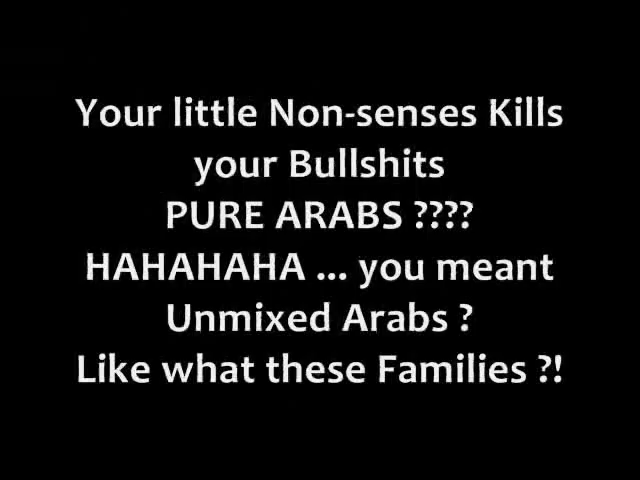 Your little Non-senses Kills
your Bullshits
PURE ARABS ????
HAHAHAHA ... you meant
Unmixed Arabs ?
Like what these Families ?!